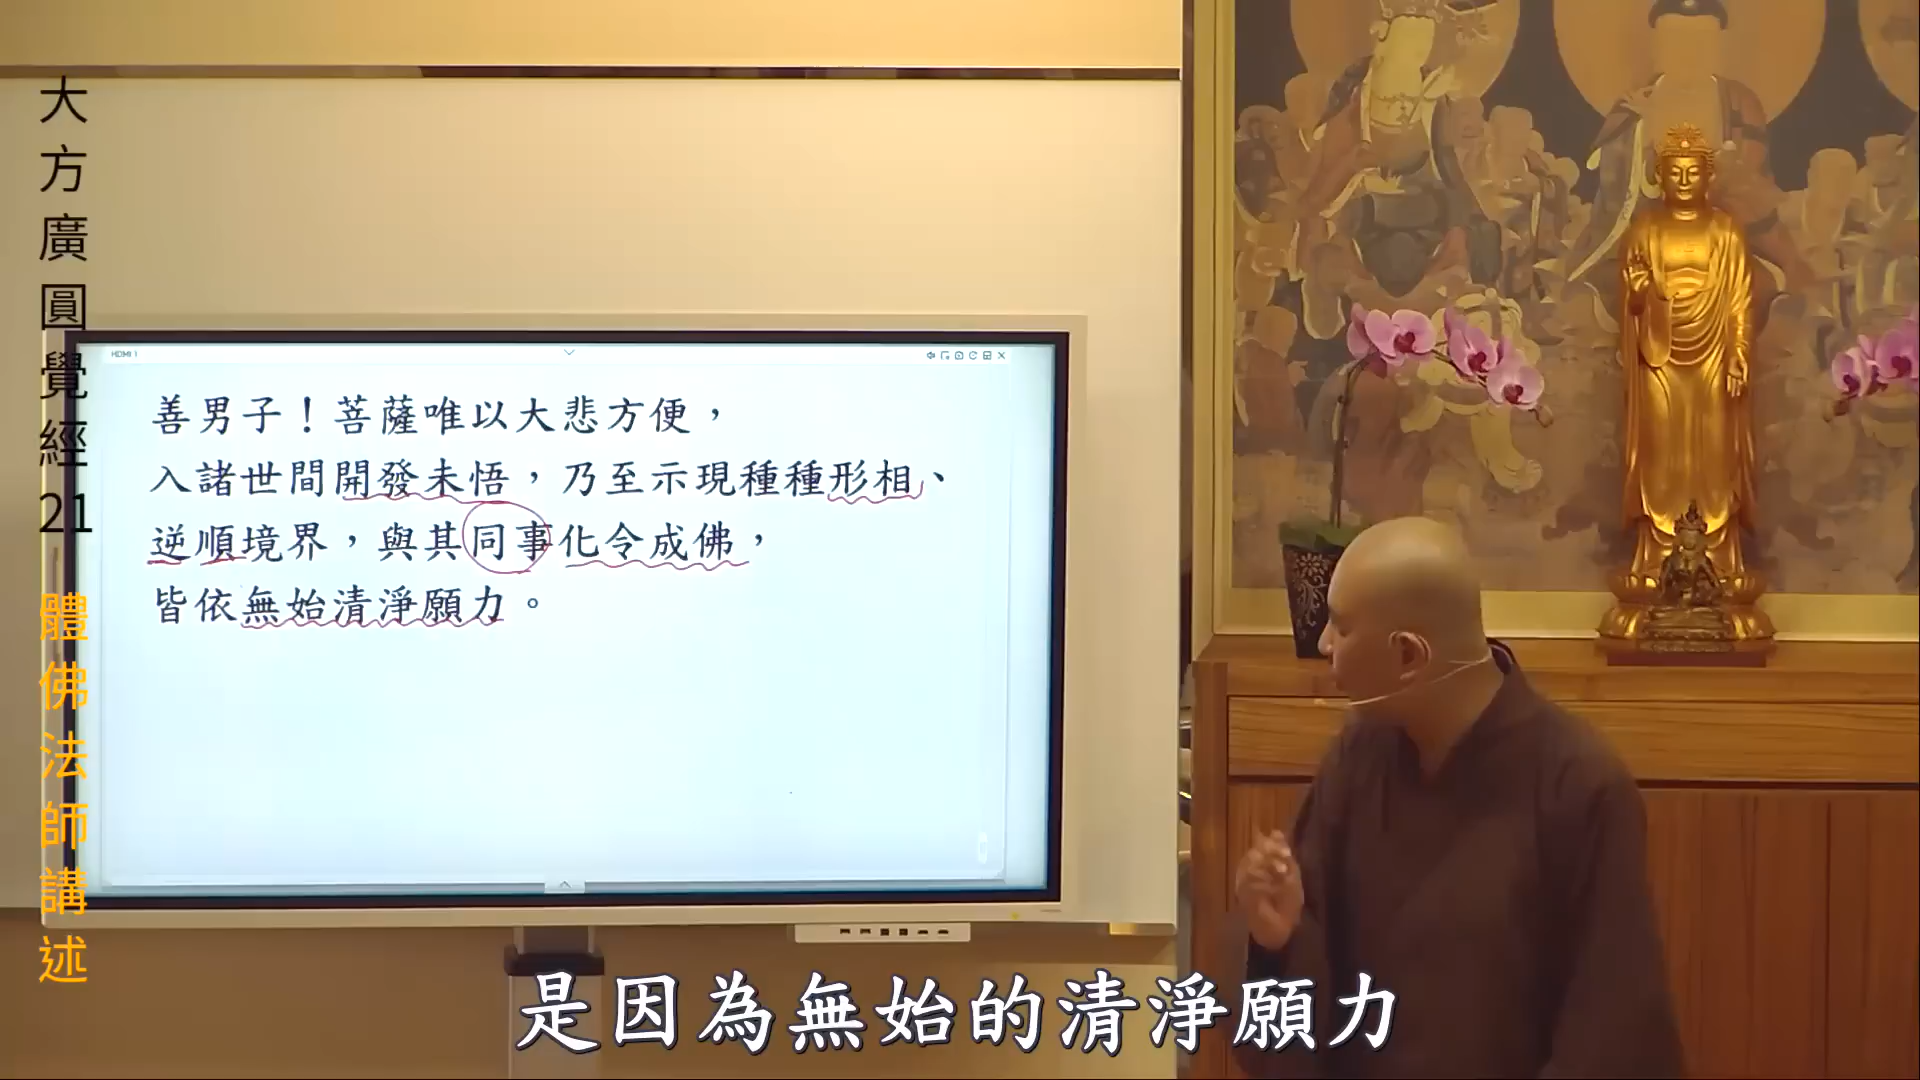 大方廣圓覺經21
體佛法師講述
HDMI 1
善男子！菩薩唯以大悲方便，
入諸世間開發未悟，乃至示現種種形相、
逆順境界，與其同事化令成佛，
皆依無始清淨願力。
是因為無始的清淨願力